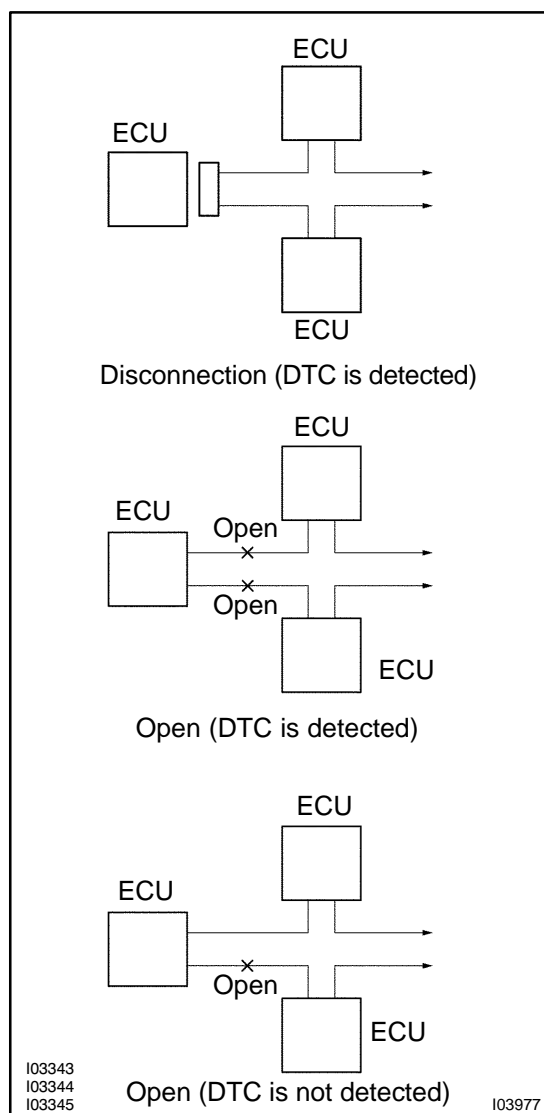 ECU
ECU
ECU
Disconnection (DTC is detected)
ECU
ECU
Open
Open
ECU
Open (DTC is detected)
ECU
ECU
Open
ECU
I03343
I03344
I03345
Open (DTC is not detected)
I03977